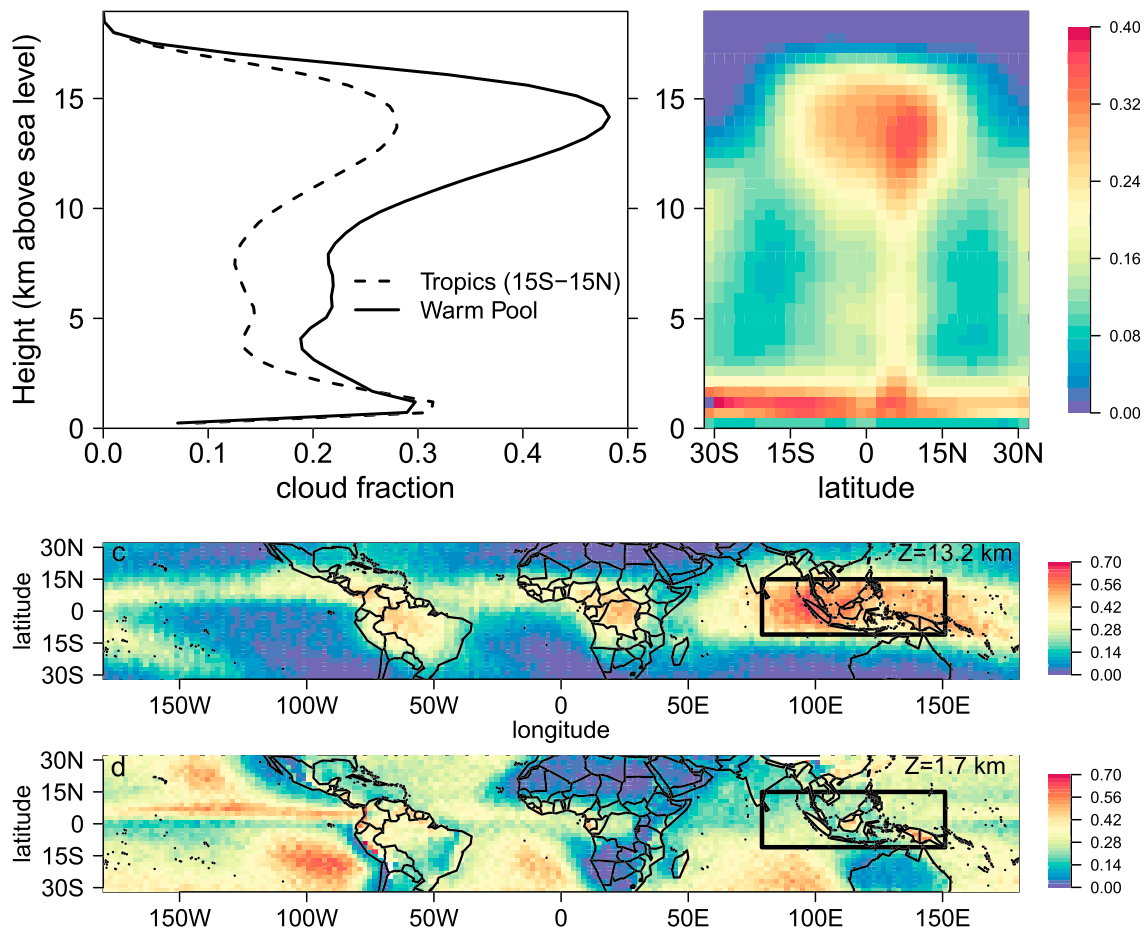 Height (km above sea level)
15
10
5
0
0.0 0.1 0.2 0.3 0.4 0.5
cloud fraction
Tropics (15S−15N)
Warm Pool
15
10
5
0
30S 15S 0 15N 30N
latitude
0.40
0.32
0.24
0.16
0.08
0.00
c
Z=13.2 km
latitude
30N
15N
0
15S
30S
150W 100W 50W 0 50E 100E 150E
longitude
0.70
0.56
0.42
0.28
0.14
0.00
d
Z=1.7 km
latitude
30N
15N
0
15S
30S
150W 100W 50W 0 50E 100E 150E
0.70
0.56
0.42
0.28
0.14
0.00